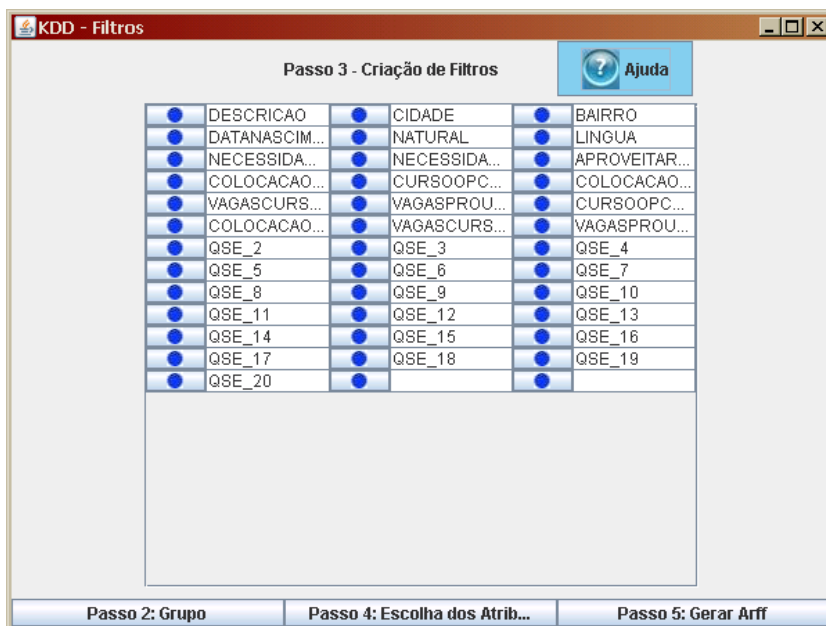 KDD - Filtros
Passo 3 - Criação de Filtros
Ajuda
DESCRICAO CIDADE BAIRRO
DATANASCIM... NATURAL LINGUA
NECESSIDA... NECESSIDA... APROVEITAR...
COLOCACAO... CURSOOPC... COLOCACAO...
VAGASCURS... VAGASPROU... CURSOOPC...
COLOCACAO... VAGASCURS... VAGASPROU...
QSE_2 QSE_3 QSE_4
QSE_5 QSE_6 QSE_7
QSE_8 QSE_9 QSE_10
QSE_11 QSE_12 QSE_13
QSE_14 QSE_15 QSE_16
QSE_17 QSE_18 QSE_19
QSE_20
Passo 2: Grupo Passo 4: Escolha dos Atrib... Passo 5: Gerar Arff